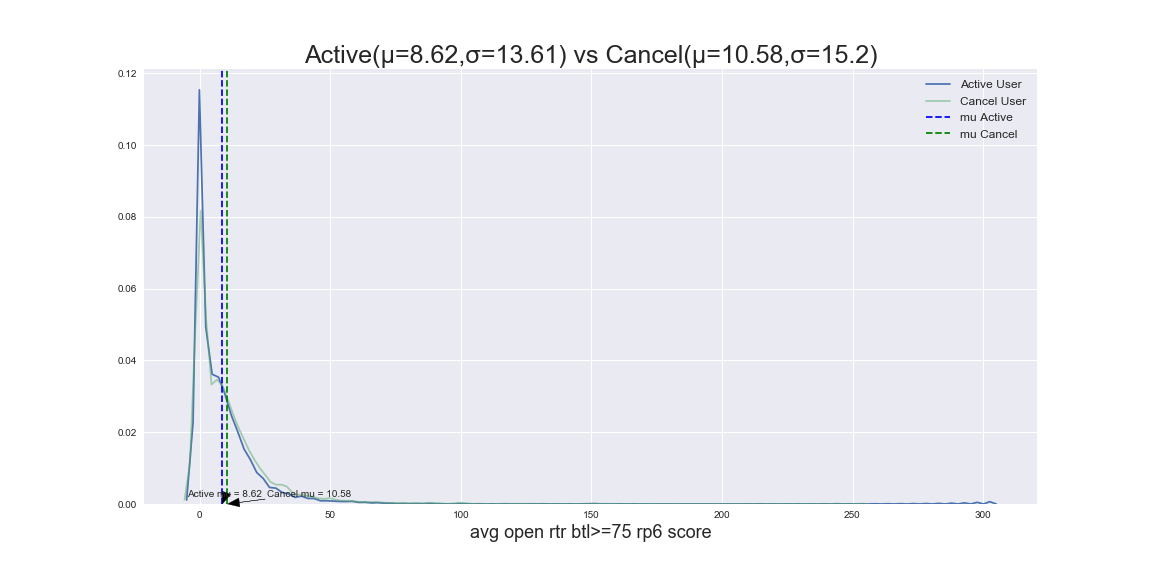 Active(μ=8.62,σ=13.61) vs Cancel(μ=10.58,σ=15.2)
0.12
0.10
0.08
0.06
0.04
0.02
0.00
Active User
Cancel User
mu Active
mu Cancel
Active mu = 8.62
Cancel mu = 10.58
0
50
100
150
200
250
300
avg open rtr btl>=75 rp6 score